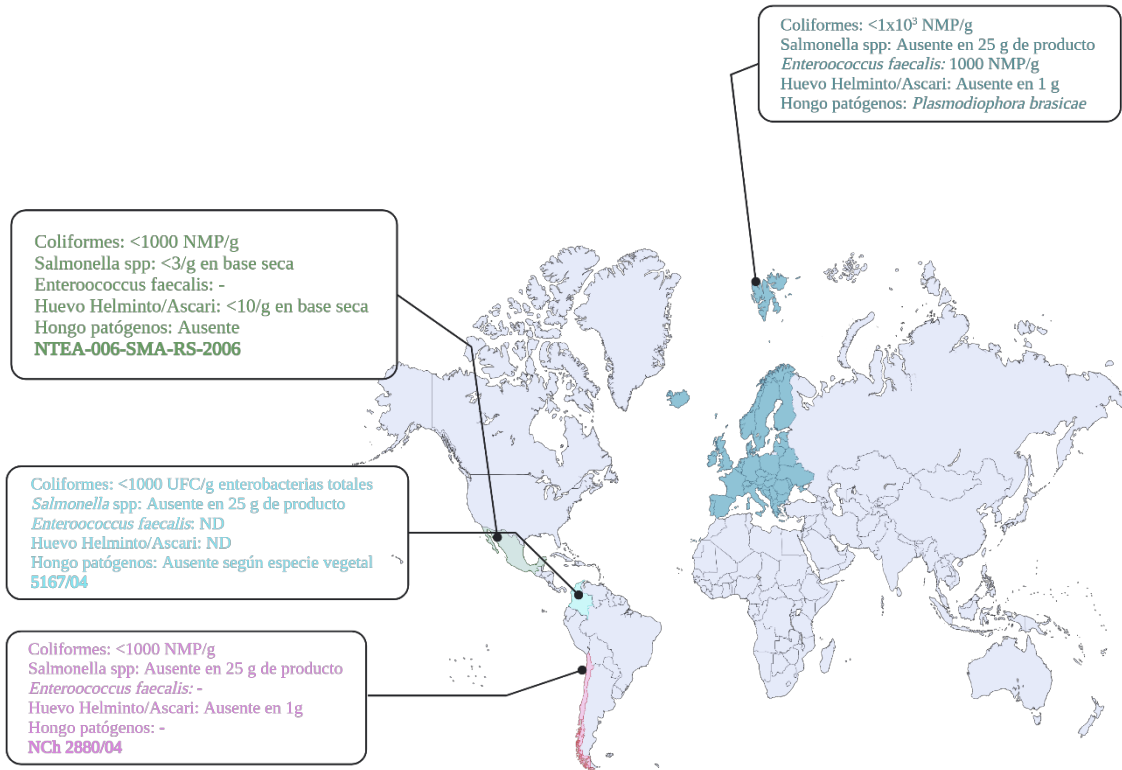 Coliformes: <1x10³ NMP/g
Salmonella spp: Ausente en 25 g de producto
Enteroococcus faecalis: 1000 NMP/g
Huevo Helminto/Ascari: Ausente en 1 g
Hongo patógenos: Plasmodiophora brasicae
Coliformes: <1000 NMP/g
Salmonella spp: <3/g en base seca
Enteroococcus faecalis: -
Huevo Helminto/Ascari: <10/g en base seca
Hongo patógenos: Ausente
NTEA-006-SMA-RS-2006
Coliformes: <1000 UFC/g enterobacterias totales
Salmonella spp: Ausente en 25 g de producto
Enteroococcus faecalis: ND
Huevo Helminto/Ascari: ND
Hongo patógenos: Ausente según especie vegetal
5167/04
Coliformes: <1000 NMP/g
Salmonella spp: Ausente en 25 g de producto
Enteroococcus faecalis: -
Huevo Helminto/Ascari: Ausente en 1g
Hongo patógenos: -
NCh 2880/04